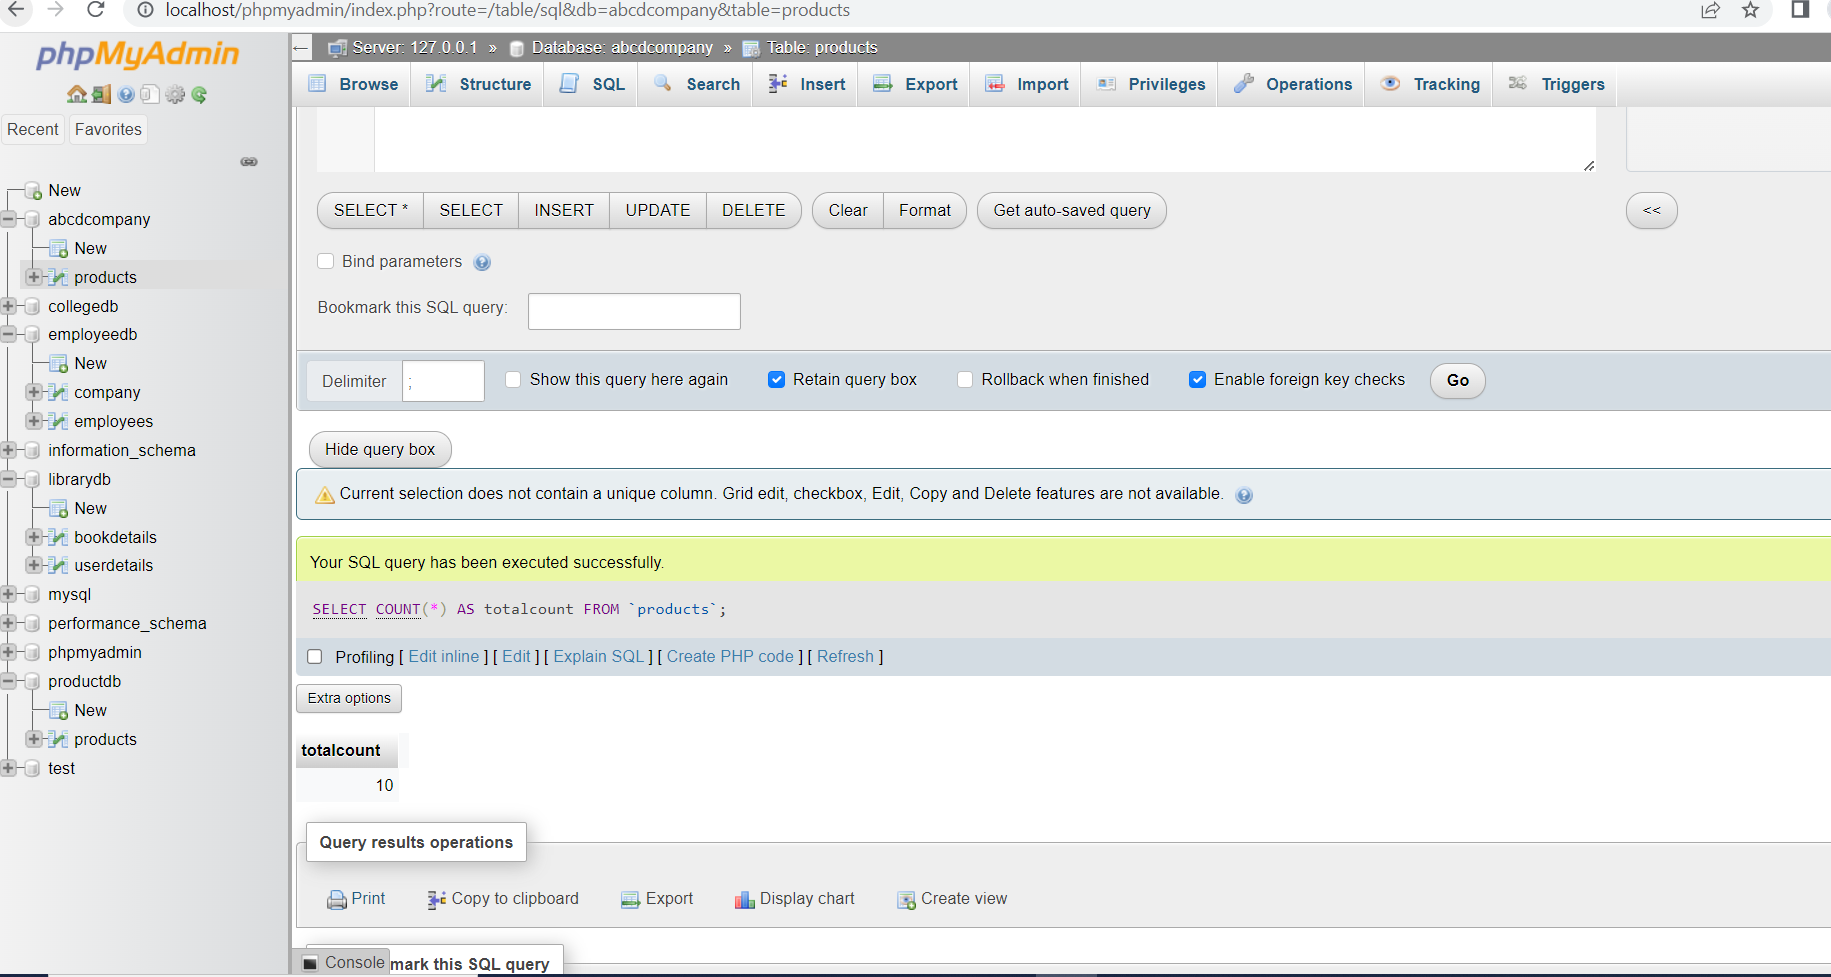 localhost/phpmyadmin/index.php?route=/table/sql&db=abcdcompany&table=products
phpMyAdmin
Recent
Favorites
New
abcdcompany
New
products
collegedb
employeedb
New
company
employees
information_schema
librarydb
New
bookdetails
userdetails
mysql
performance_schema
phpmyadmin
productdb
New
products
test
Server: 127.0.0.1 » Database: abcdcompany » Table: products
Browse Structure SQL Search Insert Export Import Privileges Operations Tracking Triggers
SELECT * SELECT INSERT UPDATE DELETE Clear Format Get auto-saved query <<
Bind parameters
Bookmark this SQL query:
Delimiter ; Show this query here again Retain query box Rollback when finished Enable foreign key checks Go
Hide query box
Current selection does not contain a unique column. Grid edit, checkbox, Edit, Copy and Delete features are not available.
Your SQL query has been executed successfully.
SELECT COUNT(*) AS totalcount FROM `products`;
Profiling [ Edit inline ] [ Edit ] [ Explain SQL ] [ Create PHP code ] [ Refresh ]
Extra options
totalcount
10
Query results operations
Print Copy to clipboard Export Display chart Create view
Console mark this SQL query